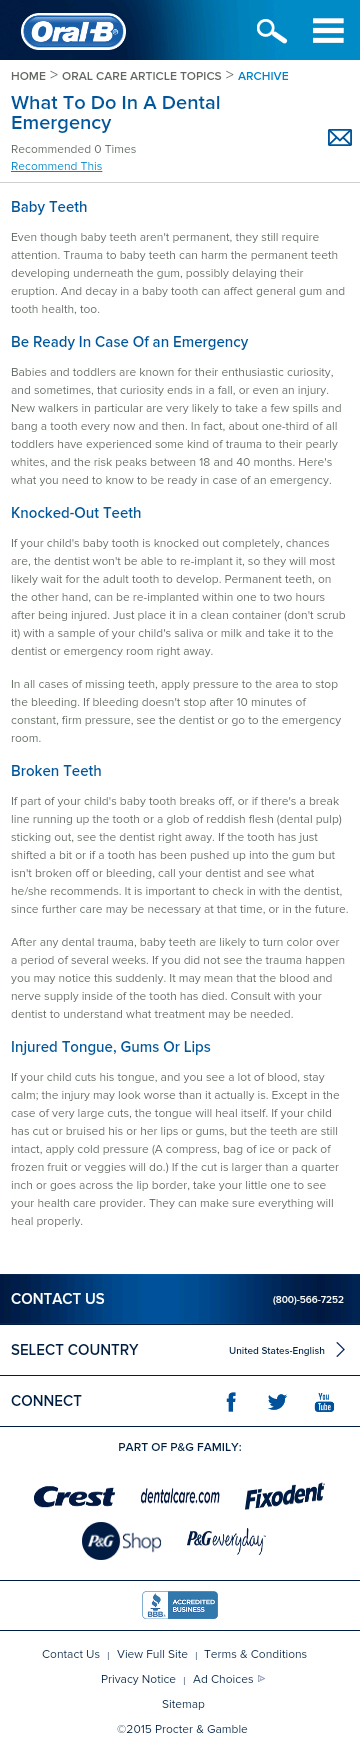 Oral-B®
HOME > ORAL CARE ARTICLE TOPICS > ARCHIVE
What To Do In A Dental
Emergency
Recommended 0 Times
Recommend This
Baby Teeth
Even though baby teeth aren't permanent, they still require
attention. Trauma to baby teeth can harm the permanent teeth
developing underneath the gum, possibly delaying their
eruption. And decay in a baby tooth can affect general gum and
tooth health, too.
Be Ready In Case Of an Emergency
Babies and toddlers are known for their enthusiastic curiosity,
and sometimes, that curiosity ends in a fall, or even an injury.
New walkers in particular are very likely to take a few spills and
bang a tooth every now and then. In fact, about one-third of all
toddlers have experienced some kind of trauma to their pearly
whites, and the risk peaks between 18 and 40 months. Here's
what you need to know to be ready in case of an emergency.
Knocked-Out Teeth
If your child's baby tooth is knocked out completely, chances
are, the dentist won't be able to re-implant it, so they will most
likely wait for the adult tooth to develop. Permanent teeth, on
the other hand, can be re-implanted within one to two hours
after being injured. Just place it in a clean container (don't scrub
it) with a sample of your child's saliva or milk and take it to the
dentist or emergency room right away.
In all cases of missing teeth, apply pressure to the area to stop
the bleeding. If bleeding doesn't stop after 10 minutes of
constant, firm pressure, see the dentist or go to the emergency
room.
Broken Teeth
If part of your child's baby tooth breaks off, or if there's a break
line running up the tooth or a glob of reddish flesh (dental pulp)
sticking out, see the dentist right away. If the tooth has just
shifted a bit or if a tooth has been pushed up into the gum but
isn't broken off or bleeding, call your dentist and see what
he/she recommends. It is important to check in with the dentist,
since further care may be necessary at that time, or in the future.
After any dental trauma, baby teeth are likely to turn color over
a period of several weeks. If you did not see the trauma happen
you may notice this suddenly. It may mean that the blood and
nerve supply inside of the tooth has died. Consult with your
dentist to understand what treatment may be needed.
Injured Tongue, Gums Or Lips
If your child cuts his tongue, and you see a lot of blood, stay
calm; the injury may look worse than it actually is. Except in the
case of very large cuts, the tongue will heal itself. If your child
has cut or bruised his or her lips or gums, but the teeth are still
intact, apply cold pressure (A compress, bag of ice or pack of
frozen fruit or veggies will do.) If the cut is larger than a quarter
inch or goes across the lip border, take your little one to see
your health care provider. They can make sure everything will
heal properly.
CONTACT US (800)-566-7252
SELECT COUNTRY United States-English
CONNECT f You Tube
PART OF P&G FAMILY:
Crest dentalcare.com Fixodent
P&G Shop P&G everyday
BBB. ACCREDITED BUSINESS
Contact Us | View Full Site | Terms & Conditions
Privacy Notice | Ad Choices
Sitemap
©2015 Procter & Gamble